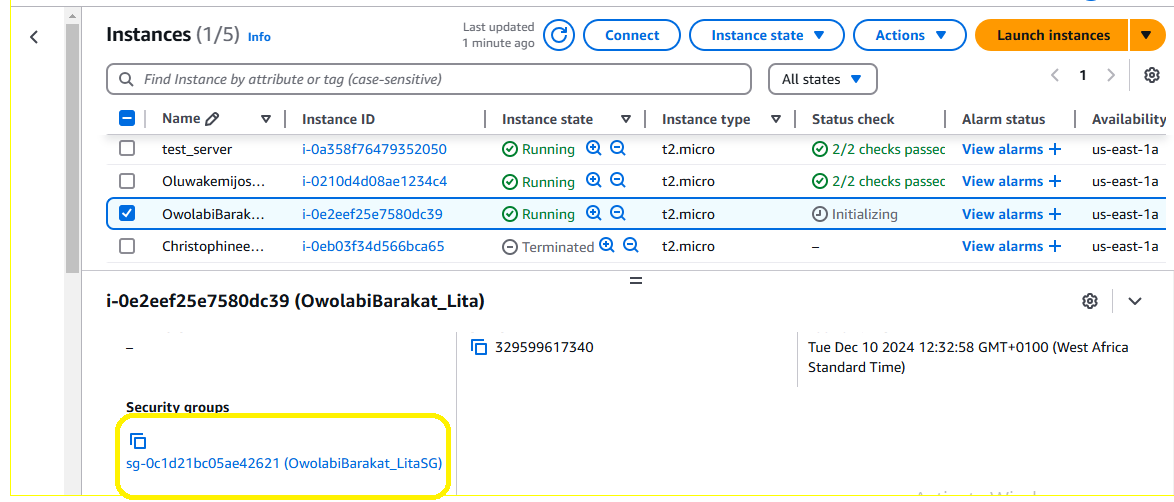 Instances (1/5) Info
Last updated
1 minute ago
Connect
Instance state
Actions
Launch instances
Find Instance by attribute or tag (case-sensitive)
All states
1
Name Instance ID Instance state Instance type Status check Alarm status Availability
test_server i-0a358f76479352050 Running t2.micro 2/2 checks passec View alarms + us-east-1a
Oluwakemijos... i-0210d4d08ae1234c4 Running t2.micro 2/2 checks passec View alarms + us-east-1a
OwolabiBarak... i-0e2eef25e7580dc39 Running t2.micro Initializing View alarms + us-east-1a
Christophinee... i-0eb03f34d566bca65 Terminated t2.micro – View alarms + us-east-1a
i-0e2eef25e7580dc39 (OwolabiBarakat_Lita)
– 329599617340 Tue Dec 10 2024 12:32:58 GMT+0100 (West Africa
Standard Time)
Security groups
sg-0c1d21bc05ae42621 (OwolabiBarakat_LitaSG)